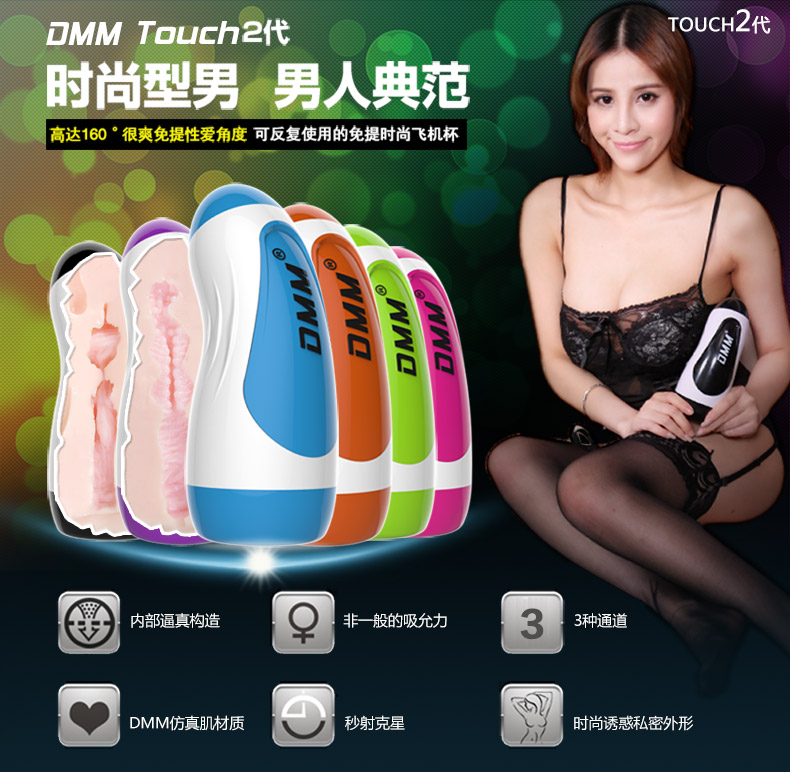 DMM Touch2代
TOUCH2代
时尚型男 男人典范
高达160°很爽免提性爱角度 可反复使用的免提时尚飞机杯
DMM®
DMM®
DMM®
DMM
DMM®
内部逼真构造
非一般的吸允力
3
3种通道
DMM仿真肌材质
秒射克星
时尚诱惑私密外形